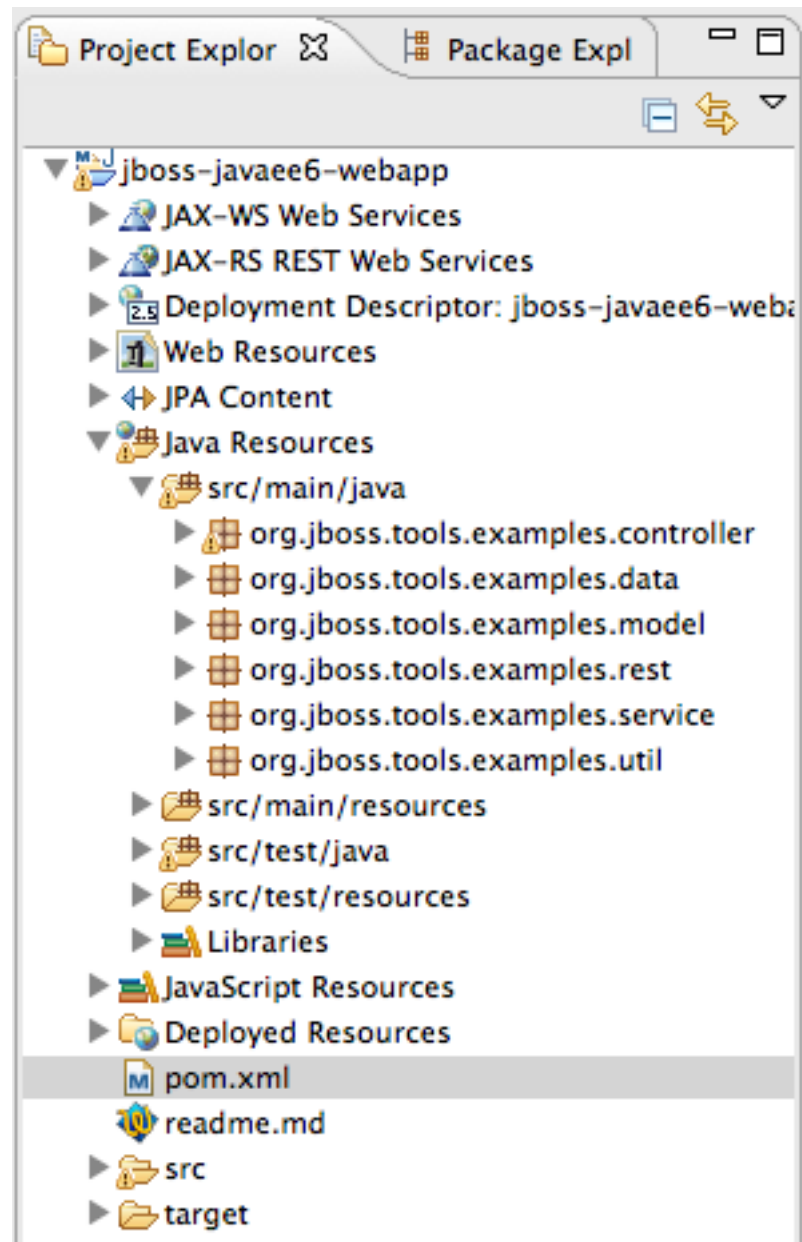 Project Explor Package Expl
jboss-javaee6-webapp
JAX-WS Web Services
JAX-RS REST Web Services
2.5 Deployment Descriptor: jboss-javaee6-weba
Web Resources
JPA Content
Java Resources
src/main/java
org.jboss.tools.examples.controller
org.jboss.tools.examples.data
org.jboss.tools.examples.model
org.jboss.tools.examples.rest
org.jboss.tools.examples.service
org.jboss.tools.examples.util
src/main/resources
src/test/java
src/test/resources
Libraries
JavaScript Resources
Deployed Resources
pom.xml
readme.md
src
target